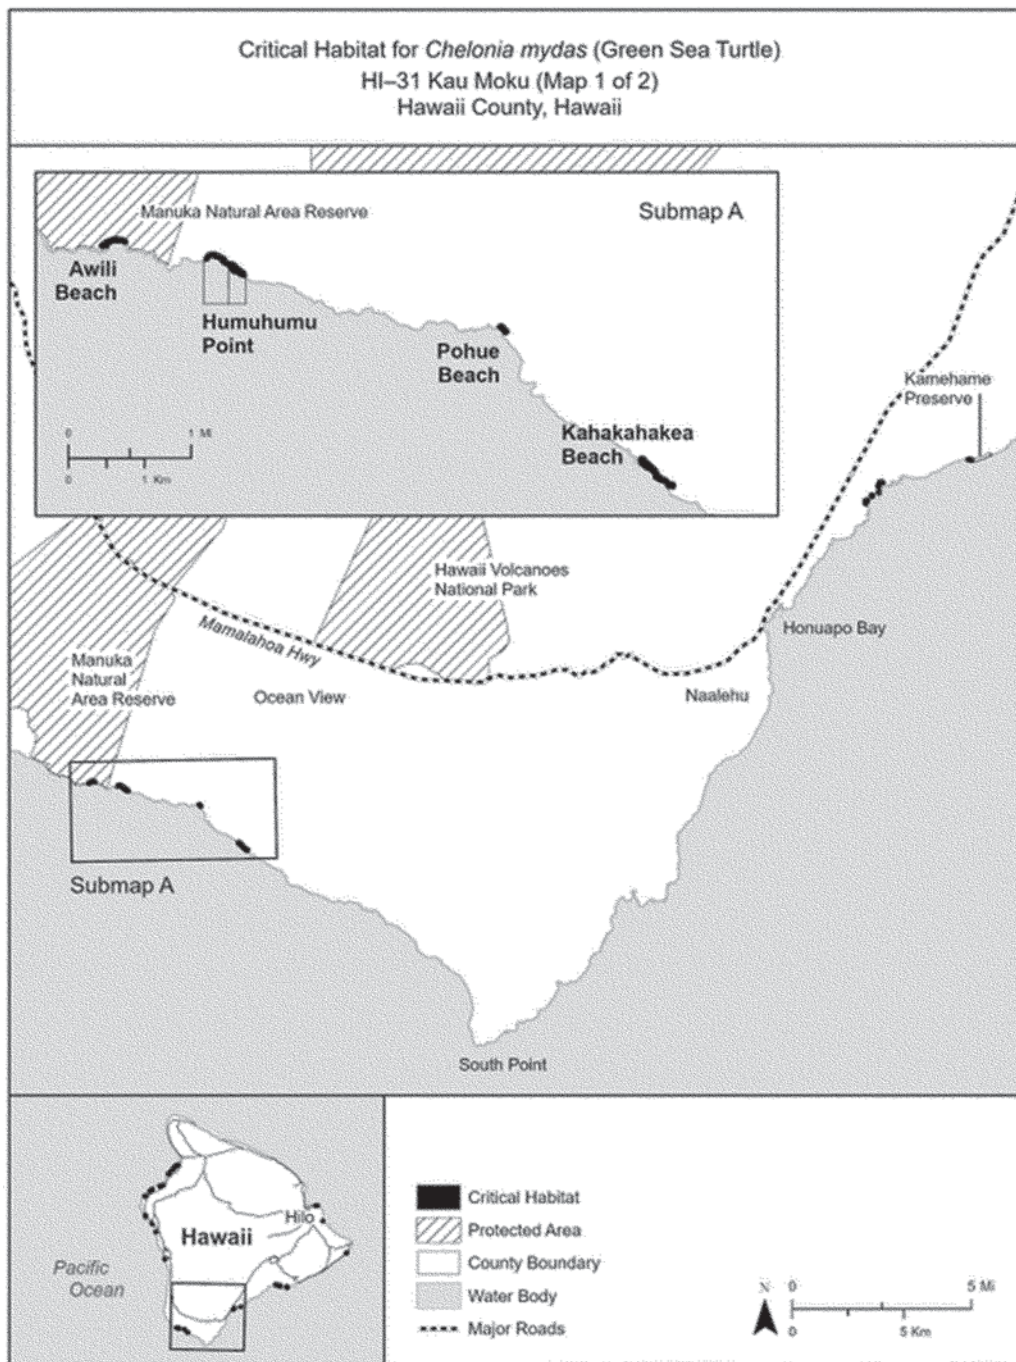 Critical Habitat for Chelonia mydas (Green Sea Turtle)
HI–31 Kau Moku (Map 1 of 2)
Hawaii County, Hawaii
Manuka Natural Area Reserve
Submap A
Awili
Beach
Humuhumu
Point
Pohue
Beach
Kahakahakea
Beach
0 1 Mi
0 1 Km
Kamehame
Preserve
Hawaii Volcanoes
National Park
Mamalahoa Hwy
Honuapo Bay
Manuka
Natural
Area Reserve
Ocean View
Naalehu
Submap A
South Point
Hilo
Hawaii
Pacific
Ocean
Critical Habitat
Protected Area
County Boundary
Water Body
Major Roads
N
0 5 Mi
0 5 Km